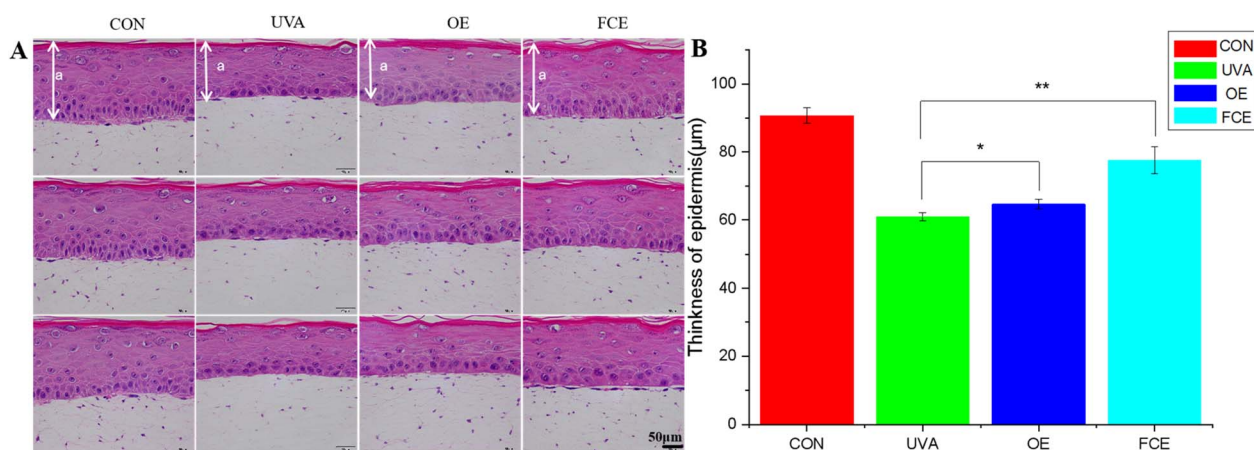 CON UVA OE FCE
A
a a a a
50μm
B
CON
UVA
OE
FCE
Thinkness of epidermis(μm)
100
80
60
40
20
0
*
**
CON UVA OE FCE